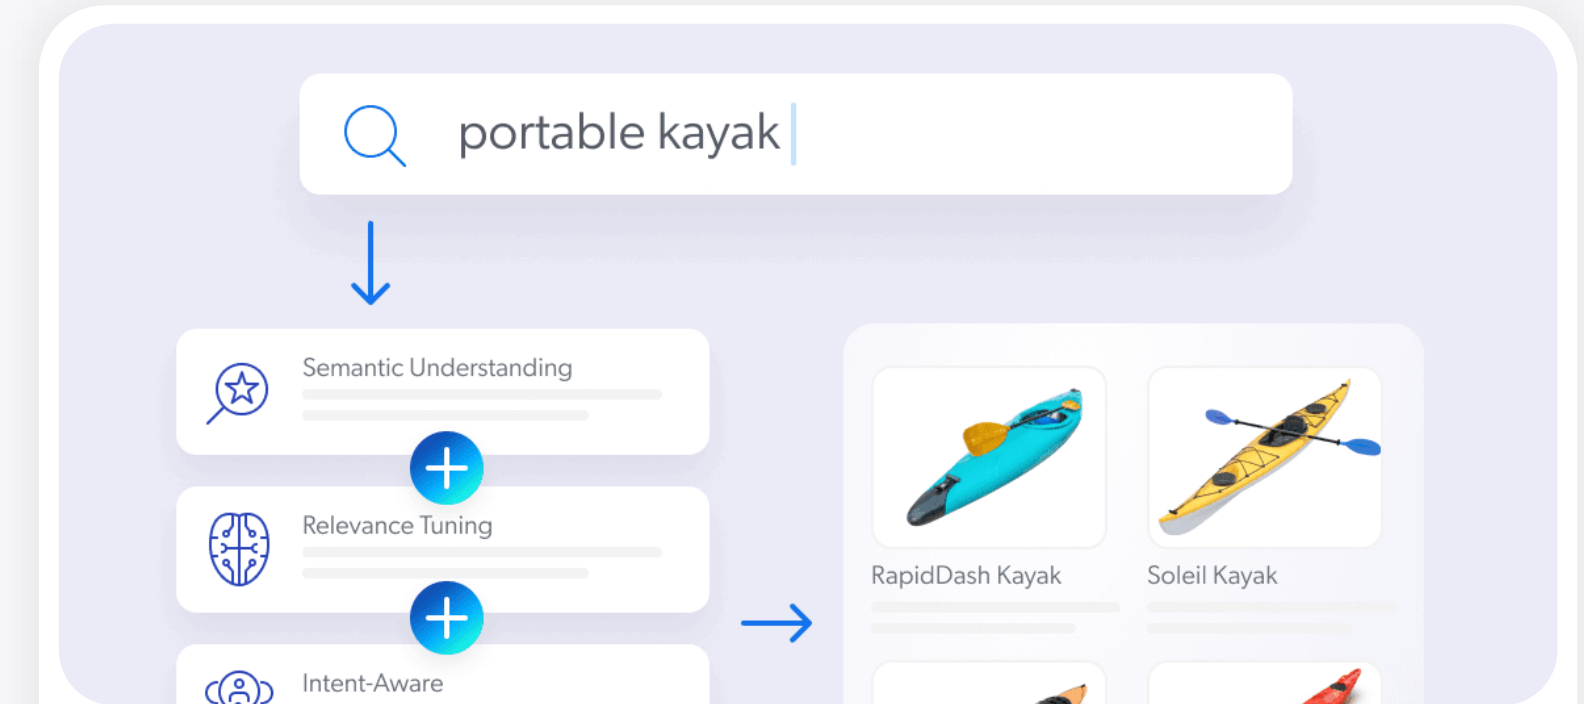 portable kayak
Semantic Understanding
Relevance Tuning
Intent-Aware
RapidDash Kayak
Soleil Kayak